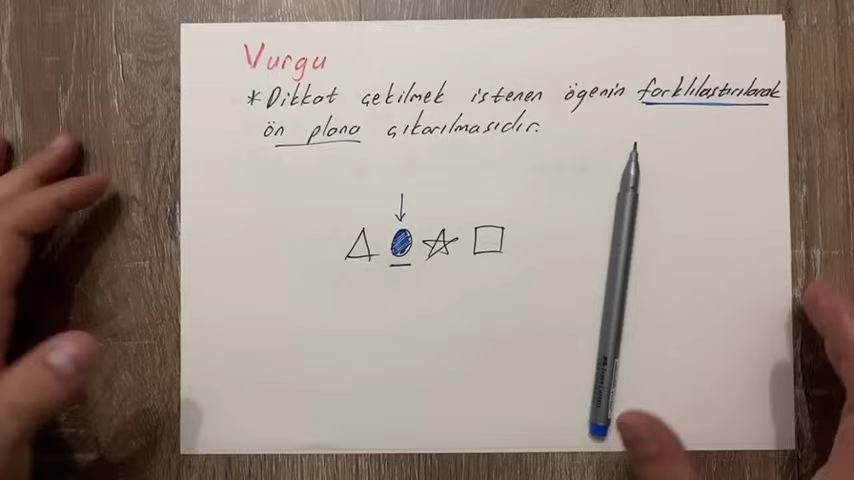 Vurgu
*Dikkat çekilmek istenen ögenin farklılaştırılarak
ön plana çıkarılmasıdır.